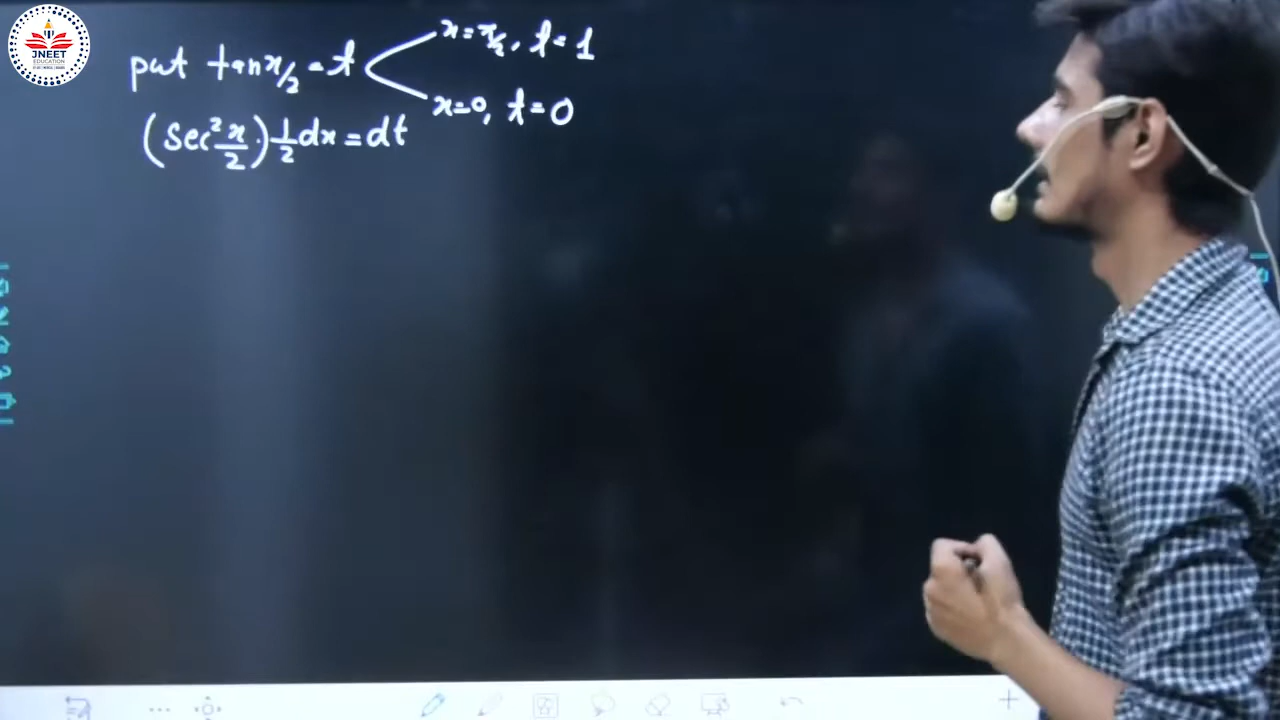 JNEET
EDUCATION
put tan x/2 = t
x = π/2, t = 1
x = 0, t = 0
(sec² x/2 ·) 1/2 dx = dt